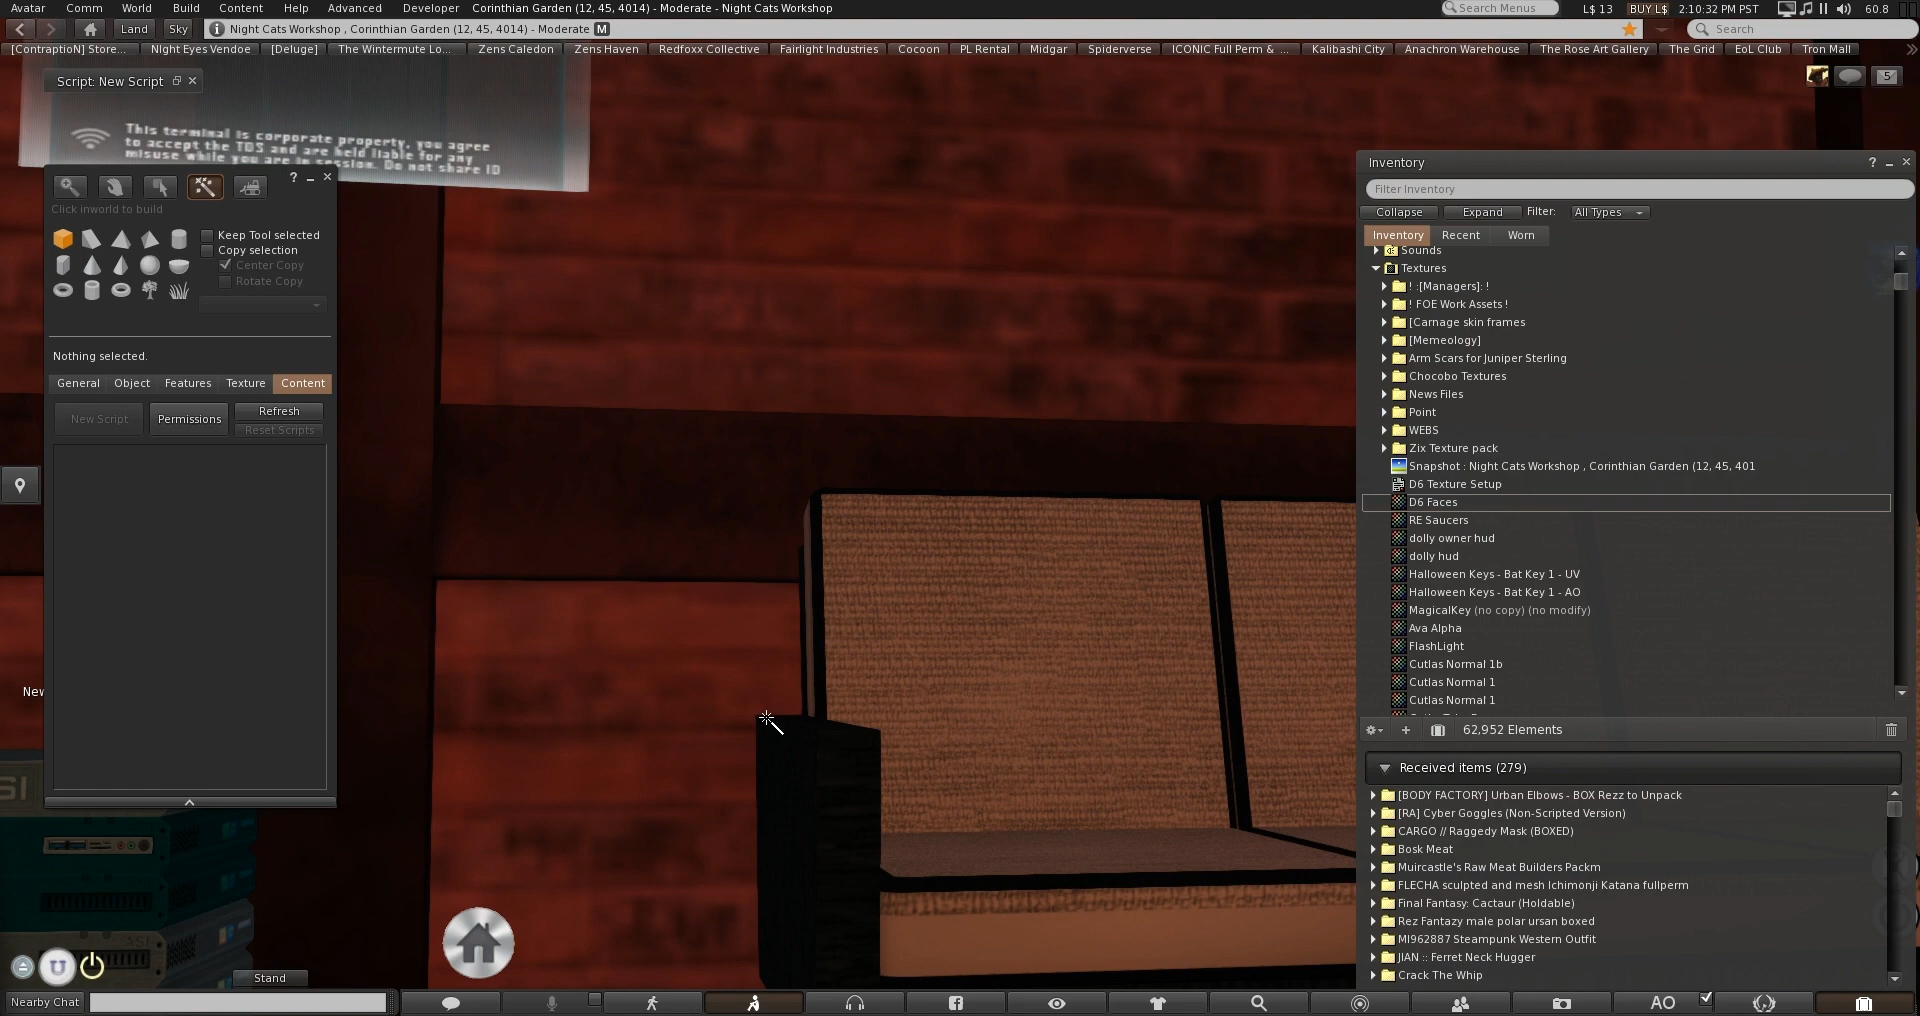 Avatar Comm World Build Content Help Advanced Developer Corinthian Garden (12, 45, 4014) - Moderate - Night Cats Workshop Search Menus L$ 13 BUY L$ 2:10:32 PM PST 60.8
Land Sky Night Cats Workshop , Corinthian Garden (12, 45, 4014) - Moderate M Search
[ContraptioN] Store... Night Eyes Vendoe [Deluge] The Wintermute Lo... Zens Caledon Zens Haven Redfoxx Collective Fairlight Industries Cocoon PL Rental Midgar Spiderverse ICONIC Full Perm & ... Kalibashi City Anachron Warehouse The Rose Art Gallery The Grid EoL Club Tron Mall
Script: New Script
5
This terminal is corporate property, you agree
to accept the TOS and are held liable for any
misuse while you are in session. Do not share ID
Click inworld to build
Keep Tool selected
Copy selection
Center Copy
Rotate Copy
Nothing selected.
General Object Features Texture Content
New Script Permissions Refresh
Reset Scripts
New
SI
ASI
Stand
Nearby Chat
AO
Inventory
Filter Inventory
Collapse Expand Filter: All Types
Inventory Recent Worn
Sounds
Textures
! :[Managers]: !
! FOE Work Assets !
[Carnage skin frames
[Memeology]
Arm Scars for Juniper Sterling
Chocobo Textures
News Files
Point
WEBS
Zix Texture pack
Snapshot : Night Cats Workshop , Corinthian Garden (12, 45, 401
D6 Texture Setup
D6 Faces
RE Saucers
dolly owner hud
dolly hud
Halloween Keys - Bat Key 1 - UV
Halloween Keys - Bat Key 1 - AO
MagicalKey (no copy) (no modify)
Ava Alpha
FlashLight
Cutlas Normal 1b
Cutlas Normal 1
Cutlas Normal 1
62,952 Elements
Received items (279)
[BODY FACTORY] Urban Elbows - BOX Rezz to Unpack
[RA] Cyber Goggles (Non-Scripted Version)
CARGO // Raggedy Mask (BOXED)
Bosk Meat
Muircastle's Raw Meat Builders Packm
FLECHA sculpted and mesh Ichimonji Katana fullperm
Final Fantasy: Cactaur (Holdable)
Rez Fantazy male polar ursan boxed
MI962887 Steampunk Western Outfit
JIAN :: Ferret Neck Hugger
Crack The Whip